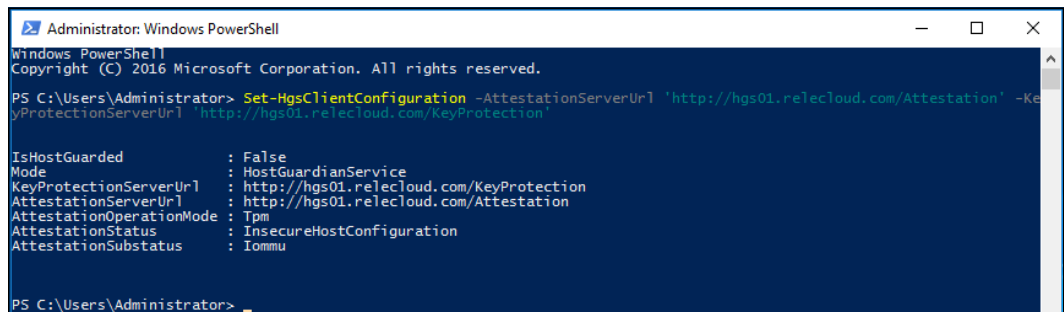 Administrator: Windows PowerShell
Windows PowerShell
Copyright (C) 2016 Microsoft Corporation. All rights reserved.
PS C:\Users\Administrator> Set-HgsClientConfiguration -AttestationServerUrl 'http://hgs01.relecloud.com/Attestation' -Ke
yProtectionServerUrl 'http://hgs01.relecloud.com/KeyProtection'
IsHostGuarded : False
Mode : HostGuardianService
KeyProtectionServerUrl : http://hgs01.relecloud.com/KeyProtection
AttestationServerUrl : http://hgs01.relecloud.com/Attestation
AttestationOperationMode : Tpm
AttestationStatus : InsecureHostConfiguration
AttestationSubstatus : Iommu
PS C:\Users\Administrator>